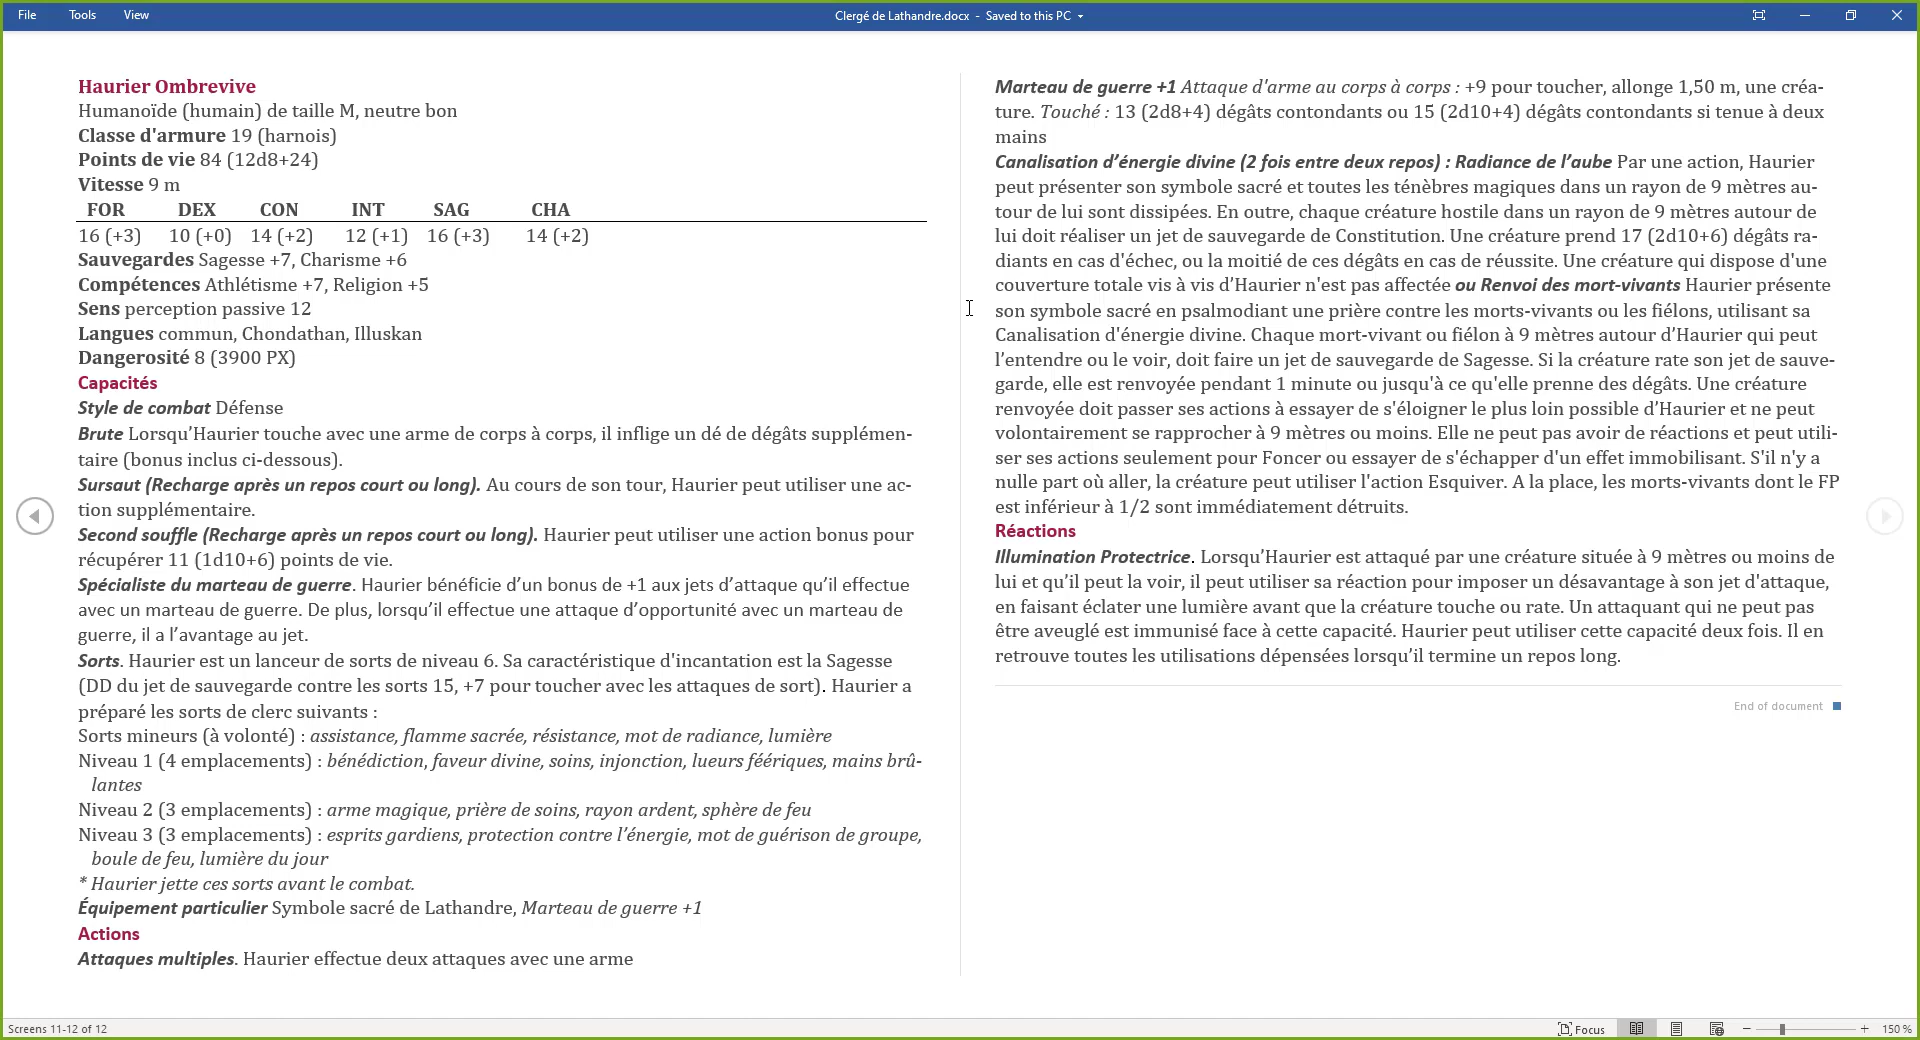 File Tools View Clergé de Lathandre.docx - Saved to this PC
Haurier Ombrevive
Humanoïde (humain) de taille M, neutre bon
Classe d'armure 19 (harnois)
Points de vie 84 (12d8+24)
Vitesse 9 m
FOR DEX CON INT SAG CHA
16 (+3) 10 (+0) 14 (+2) 12 (+1) 16 (+3) 14 (+2)
Sauvegardes Sagesse +7, Charisme +6
Compétences Athlétisme +7, Religion +5
Sens perception passive 12
Langues commun, Chondathan, Illuskan
Dangerosité 8 (3900 PX)
Capacités
Style de combat Défense
Brute Lorsqu’Haurier touche avec une arme de corps à corps, il inflige un dé de dégâts supplémen-
taire (bonus inclus ci-dessous).
Sursaut (Recharge après un repos court ou long). Au cours de son tour, Haurier peut utiliser une ac-
tion supplémentaire.
Second souffle (Recharge après un repos court ou long). Haurier peut utiliser une action bonus pour
récupérer 11 (1d10+6) points de vie.
Spécialiste du marteau de guerre. Haurier bénéficie d’un bonus de +1 aux jets d’attaque qu’il effectue
avec un marteau de guerre. De plus, lorsqu’il effectue une attaque d’opportunité avec un marteau de
guerre, il a l’avantage au jet.
Sorts. Haurier est un lanceur de sorts de niveau 6. Sa caractéristique d'incantation est la Sagesse
(DD du jet de sauvegarde contre les sorts 15, +7 pour toucher avec les attaques de sort). Haurier a
préparé les sorts de clerc suivants :
Sorts mineurs (à volonté) : assistance, flamme sacrée, résistance, mot de radiance, lumière
Niveau 1 (4 emplacements) : bénédiction, faveur divine, soins, injonction, lueurs féériques, mains brû-
lantes
Niveau 2 (3 emplacements) : arme magique, prière de soins, rayon ardent, sphère de feu
Niveau 3 (3 emplacements) : esprits gardiens, protection contre l’énergie, mot de guérison de groupe,
boule de feu, lumière du jour
* Haurier jette ces sorts avant le combat.
Équipement particulier Symbole sacré de Lathandre, Marteau de guerre +1
Actions
Attaques multiples. Haurier effectue deux attaques avec une arme
Marteau de guerre +1 Attaque d'arme au corps à corps : +9 pour toucher, allonge 1,50 m, une créa-
ture. Touché : 13 (2d8+4) dégâts contondants ou 15 (2d10+4) dégâts contondants si tenue à deux
mains
Canalisation d’énergie divine (2 fois entre deux repos) : Radiance de l’aube Par une action, Haurier
peut présenter son symbole sacré et toutes les ténèbres magiques dans un rayon de 9 mètres au-
tour de lui sont dissipées. En outre, chaque créature hostile dans un rayon de 9 mètres autour de
lui doit réaliser un jet de sauvegarde de Constitution. Une créature prend 17 (2d10+6) dégâts ra-
diants en cas d'échec, ou la moitié de ces dégâts en cas de réussite. Une créature qui dispose d'une
couverture totale vis à vis d’Haurier n'est pas affectée ou Renvoi des mort-vivants Haurier présente
son symbole sacré en psalmodiant une prière contre les morts-vivants ou les fiélons, utilisant sa
Canalisation d'énergie divine. Chaque mort-vivant ou fiélon à 9 mètres autour d’Haurier qui peut
l’entendre ou le voir, doit faire un jet de sauvegarde de Sagesse. Si la créature rate son jet de sauve-
garde, elle est renvoyée pendant 1 minute ou jusqu'à ce qu'elle prenne des dégâts. Une créature
renvoyée doit passer ses actions à essayer de s'éloigner le plus loin possible d’Haurier et ne peut
volontairement se rapprocher à 9 mètres ou moins. Elle ne peut pas avoir de réactions et peut utili-
ser ses actions seulement pour Foncer ou essayer de s'échapper d'un effet immobilisant. S'il n'y a
nulle part où aller, la créature peut utiliser l'action Esquiver. A la place, les morts-vivants dont le FP
est inférieur à 1/2 sont immédiatement détruits.
Réactions
Illumination Protectrice. Lorsqu’Haurier est attaqué par une créature située à 9 mètres ou moins de
lui et qu’il peut la voir, il peut utiliser sa réaction pour imposer un désavantage à son jet d'attaque,
en faisant éclater une lumière avant que la créature touche ou rate. Un attaquant qui ne peut pas
être aveuglé est immunisé face à cette capacité. Haurier peut utiliser cette capacité deux fois. Il en
retrouve toutes les utilisations dépensées lorsqu’il termine un repos long.
End of document
Screens 11-12 of 12 Focus 150 %